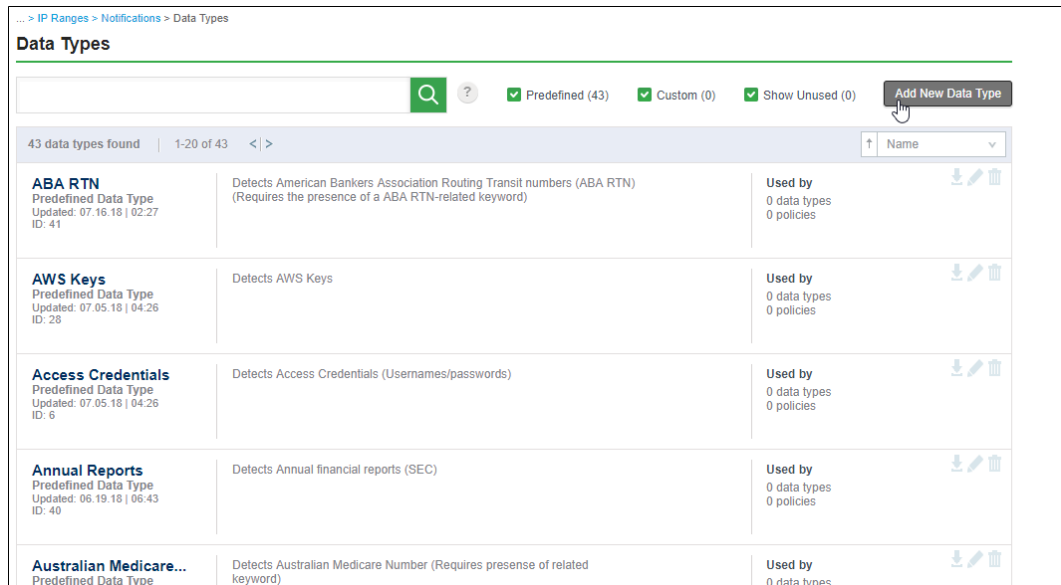 ... > IP Ranges > Notifications > Data Types
Data Types
? Predefined (43) Custom (0) Show Unused (0) Add New Data Type
43 data types found | 1-20 of 43 < | > ↑ Name
ABA RTN
Predefined Data Type
Updated: 07.16.18 | 02:27
ID: 41
Detects American Bankers Association Routing Transit numbers (ABA RTN)
(Requires the presence of a ABA RTN-related keyword)
Used by
0 data types
0 policies
AWS Keys
Predefined Data Type
Updated: 07.05.18 | 04:26
ID: 28
Detects AWS Keys
Used by
0 data types
0 policies
Access Credentials
Predefined Data Type
Updated: 07.05.18 | 04:26
ID: 6
Detects Access Credentials (Usernames/passwords)
Used by
0 data types
0 policies
Annual Reports
Predefined Data Type
Updated: 06.19.18 | 06:43
ID: 40
Detects Annual financial reports (SEC)
Used by
0 data types
0 policies
Australian Medicare...
Predefined Data Type
Detects Australian Medicare Number (Requires presense of related
keyword)
Used by
0 data types